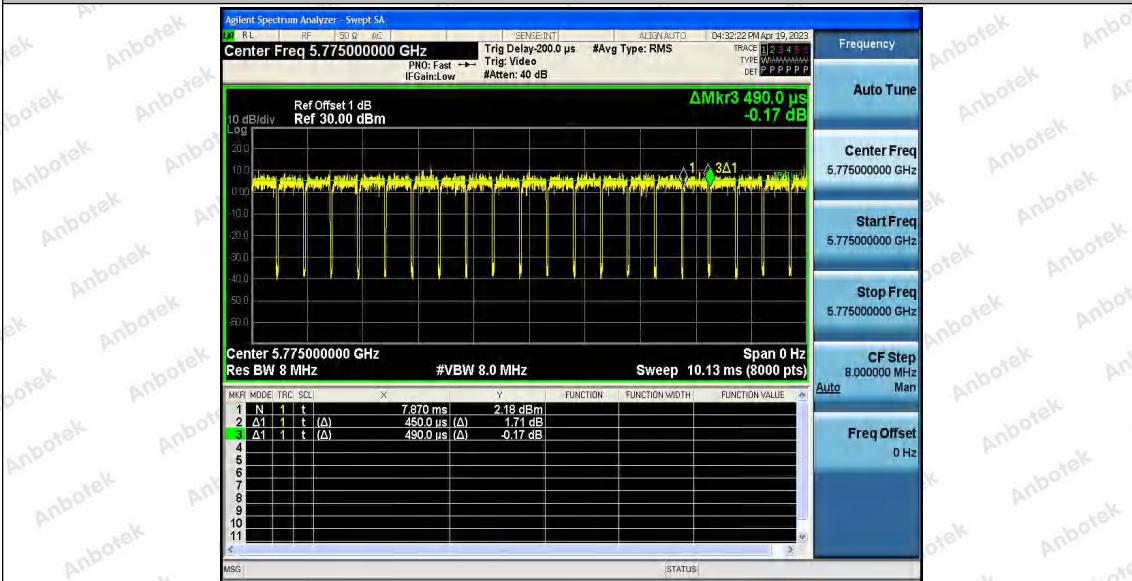 Agilent Spectrum Analyzer - Swept SA
RL RF 50 Ω AC SENSE:INT ALIGN AUTO 04:32:22 PM Apr 19, 2023
Center Freq 5.775000000 GHz
PNO: Fast
IFGain:Low
Trig Delay-200.0 µs
Trig: Video
#Atten: 40 dB
#Avg Type: RMS
TRACE 1 2 3 4 5 6
TYPE W
DET P P P P P P
ΔMkr3 490.0 µs
-0.17 dB
Ref Offset 1 dB
10 dB/div Ref 30.00 dBm
Log
20.0
10.0
0.00
-10.0
-20.0
-30.0
-40.0
-50.0
-60.0
1 3Δ1
Center 5.775000000 GHz Span 0 Hz
Res BW 8 MHz #VBW 8.0 MHz Sweep 10.13 ms (8000 pts)
MKR MODE TRC SCL X Y FUNCTION FUNCTION WIDTH FUNCTION VALUE
1 N 1 t 7.870 ms 2.18 dBm
2 Δ1 1 t (Δ) 450.0 µs (Δ) 1.71 dB
3 Δ1 1 t (Δ) 490.0 µs (Δ) -0.17 dB
4
5
6
7
8
9
10
11
MSG STATUS
Frequency
Auto Tune
Center Freq
5.775000000 GHz
Start Freq
5.775000000 GHz
Stop Freq
5.775000000 GHz
CF Step
8.000000 MHz
Auto Man
Freq Offset
0 Hz
Anbotek